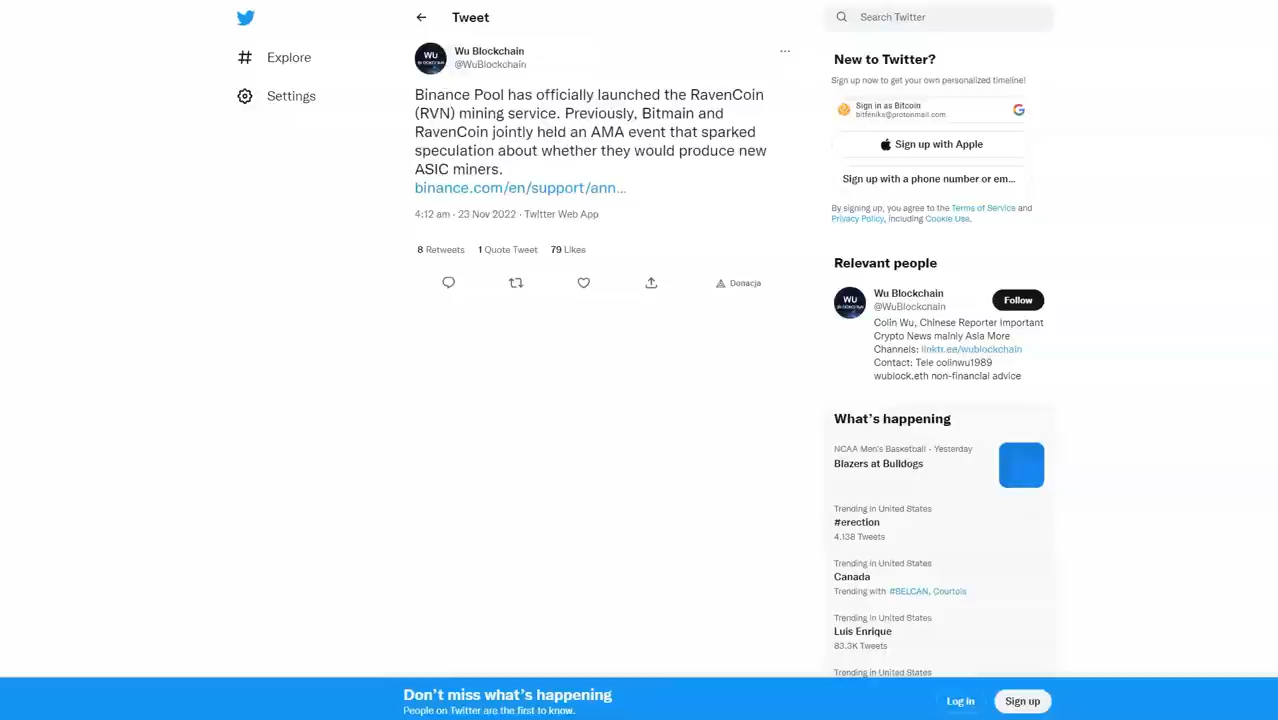 Tweet
Search Twitter
Explore
Settings
WU
Wu Blockchain
@WuBlockchain
Binance Pool has officially launched the RavenCoin
(RVN) mining service. Previously, Bitmain and
RavenCoin jointly held an AMA event that sparked
speculation about whether they would produce new
ASIC miners.
binance.com/en/support/ann...
4:12 am · 23 Nov 2022 · Twitter Web App
8 Retweets 1 Quote Tweet 79 Likes
Donacja
New to Twitter?
Sign up now to get your own personalized timeline!
Sign in as Bitcoin
bitfeniks@protonmail.com
Sign up with Apple
Sign up with a phone number or em...
By signing up, you agree to the Terms of Service and
Privacy Policy, including Cookie Use.
Relevant people
WU
Wu Blockchain
@WuBlockchain
Follow
Colin Wu, Chinese Reporter Important
Crypto News mainly Asia More
Channels: linktr.ee/wublockchain
Contact: Tele colinwu1989
wublock.eth non-financial advice
What's happening
NCAA Men's Basketball · Yesterday
Blazers at Bulldogs
Trending in United States
#erection
4,138 Tweets
Trending in United States
Canada
Trending with #BELCAN, Courtois
Trending in United States
Luis Enrique
83.3K Tweets
Trending in United States
Don't miss what's happening
People on Twitter are the first to know.
Log in
Sign up